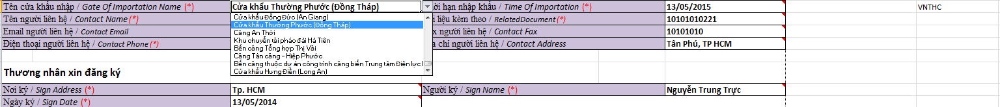 Tên cửa khẩu nhập / Gate Of Importation Name (*) Cửa khẩu Thường Phước (Đồng Tháp) hời hạn nhập khẩu / Time Of Importation (*) 13/05/2015 VNTHC
Tên người liên hệ / Contact Name (*) i liệu kèm theo / RelatedDocument(*) 10101010221
Email người liên hệ / Contact Email x người liên hệ / Contact Fax 10101010
Điện thoại người liên hệ / Contact Phone (*) a chỉ người liên hệ / Contact Address Tân Phú, TP HCM
Cửa khẩu Đồng Đức (An Giang)
Cửa khẩu Thường Phước (Đồng Tháp)
Cảng An Thới
Khu chuyển tải pháo đài Hà Tiên
Bến cảng Tổng hợp Thị Vải
Cảng Tân cảng - Hiệp Phước
Bến cảng thuộc dự án công trình cảng biển Trung tâm Điện lực
Cửa khẩu Hưng Điền (Long An)
Thương nhân xin đăng ký
Nơi ký / Sign Address (*) Tp. HCM Người ký / Sign Name (*) Nguyễn Trung Trực
Ngày ký / Sign Date (*) 13/05/2014